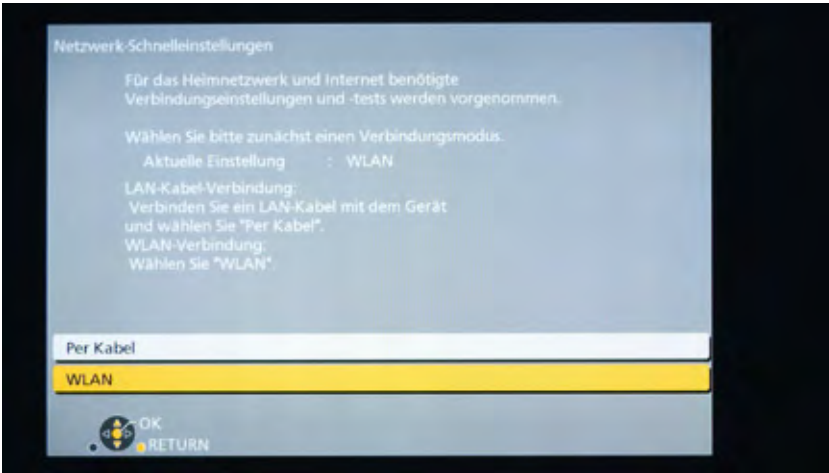 Netzwerk-Schnelleinstellungen
Für das Heimnetzwerk und Internet benötigte
Verbindungseinstellungen und -tests werden vorgenommen.
Wählen Sie bitte zunächst einen Verbindungsmodus.
Aktuelle Einstellung : WLAN
LAN-Kabel-Verbindung:
Verbinden Sie ein LAN-Kabel mit dem Gerät
und wählen Sie "Per Kabel".
WLAN-Verbindung:
Wählen Sie "WLAN"
Per Kabel
WLAN
OK
RETURN